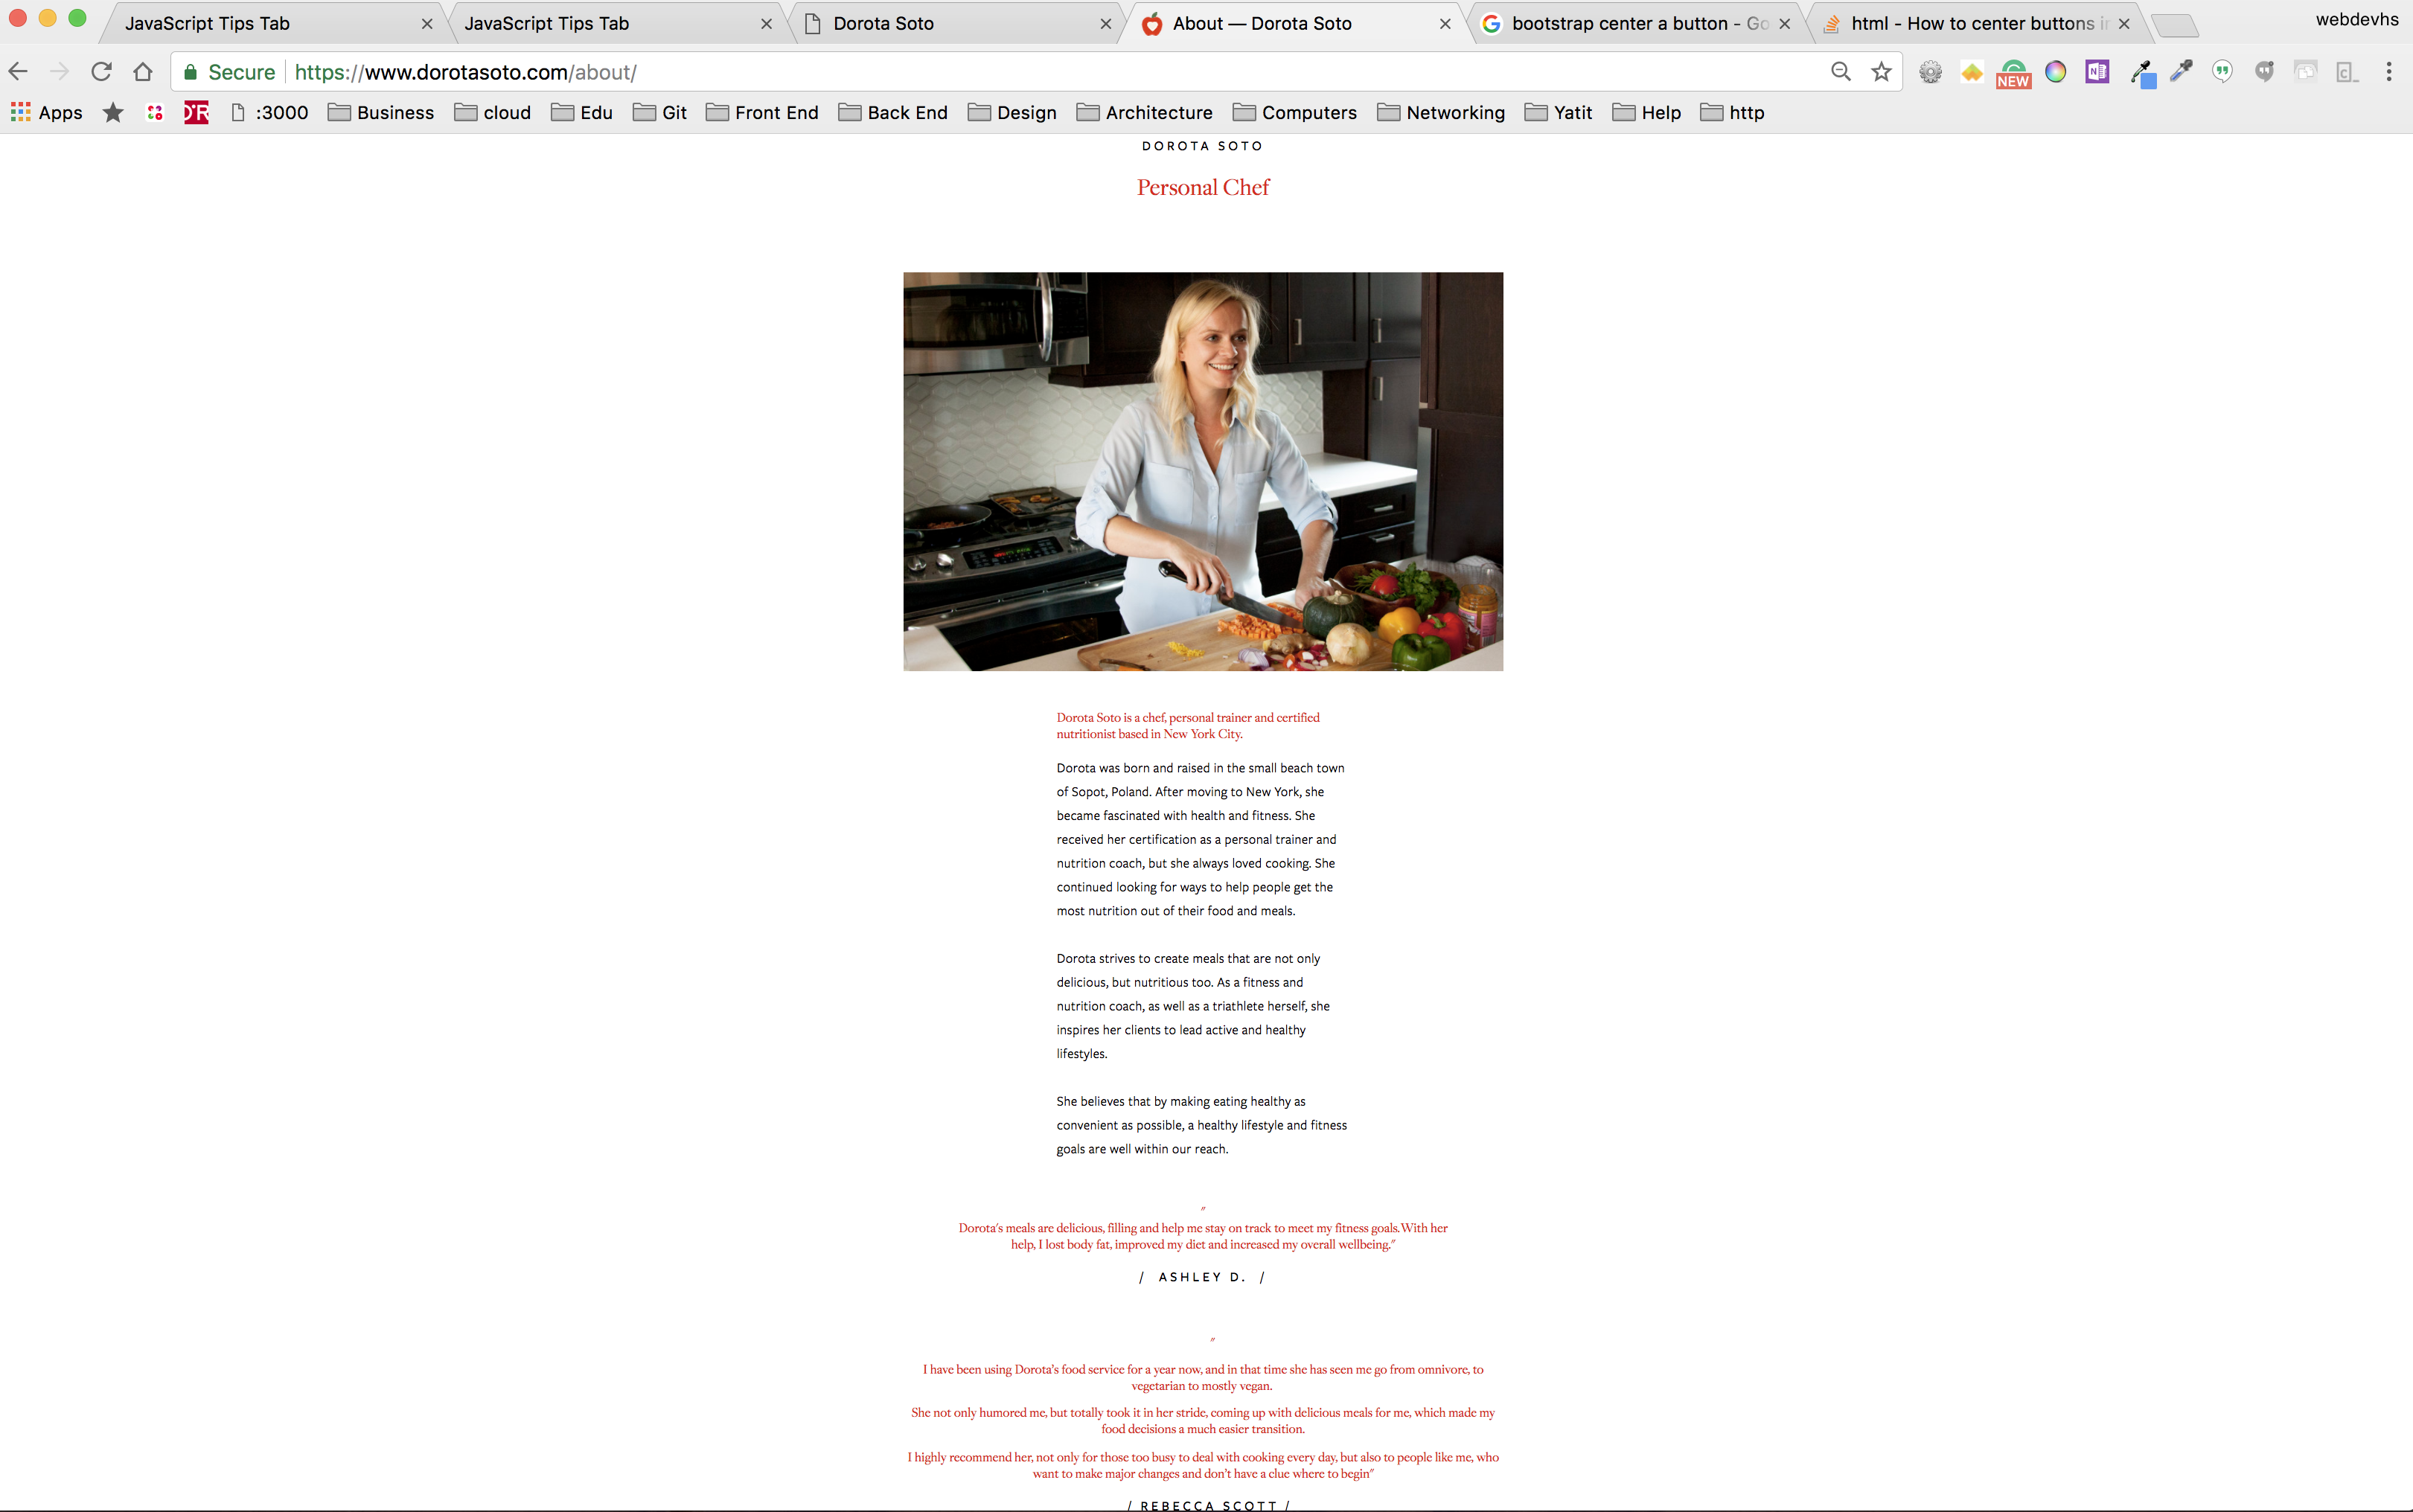 JavaScript Tips Tab
JavaScript Tips Tab
Dorota Soto
About — Dorota Soto
bootstrap center a button - Go
html - How to center buttons in
webdevhs
Secure
https://www.dorotasoto.com/about/
NEW
Apps
:3000
Business
cloud
Edu
Git
Front End
Back End
Design
Architecture
Computers
Networking
Yatit
Help
http
DOROTA SOTO
Personal Chef
Dorota Soto is a chef, personal trainer and certified
nutritionist based in New York City.
Dorota was born and raised in the small beach town
of Sopot, Poland. After moving to New York, she
became fascinated with health and fitness. She
received her certification as a personal trainer and
nutrition coach, but she always loved cooking. She
continued looking for ways to help people get the
most nutrition out of their food and meals.
Dorota strives to create meals that are not only
delicious, but nutritious too. As a fitness and
nutrition coach, as well as a triathlete herself, she
inspires her clients to lead active and healthy
lifestyles.
She believes that by making eating healthy as
convenient as possible, a healthy lifestyle and fitness
goals are well within our reach.
"
Dorota's meals are delicious, filling and help me stay on track to meet my fitness goals.With her
help, I lost body fat, improved my diet and increased my overall wellbeing."
/ ASHLEY D. /
"
I have been using Dorota's food service for a year now, and in that time she has seen me go from omnivore, to
vegetarian to mostly vegan.
She not only humored me, but totally took it in her stride, coming up with delicious meals for me, which made my
food decisions a much easier transition.
I highly recommend her, not only for those too busy to deal with cooking every day, but also to people like me, who
want to make major changes and don't have a clue where to begin"
/ REBECCA SCOTT /